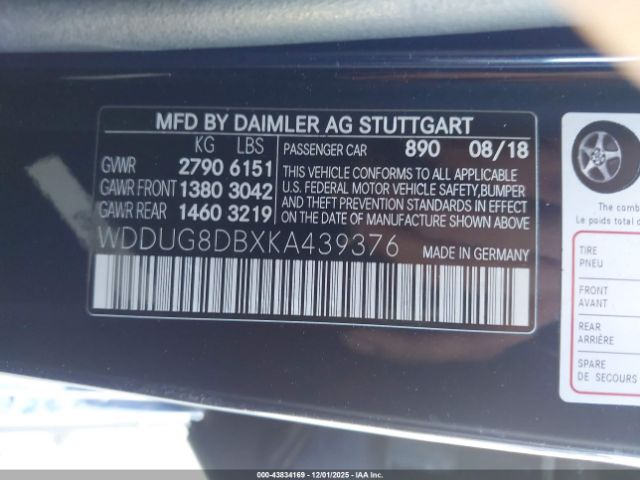 MFD BY DAIMLER AG STUTTGART
KG LBS PASSENGER CAR 890 08/18
GVWR 2790 6151
GAWR FRONT 1380 3042
GAWR REAR 1460 3219
THIS VEHICLE CONFORMS TO ALL APPLICABLE
U.S. FEDERAL MOTOR VEHICLE SAFETY,BUMPER
AND THEFT PREVENTION STANDARDS IN EFFECT
ON THE DATE OF MANUFACTURE SHOWN ABOVE.
WDDUG8DBXKA439376 MADE IN GERMANY
The comb
Le poids total d
TIRE
PNEU
FRONT
AVANT
REAR
ARRIÈRE
SPARE
DE SECOURS
000-43834169 - 12/01/2025 - IAA, Inc.